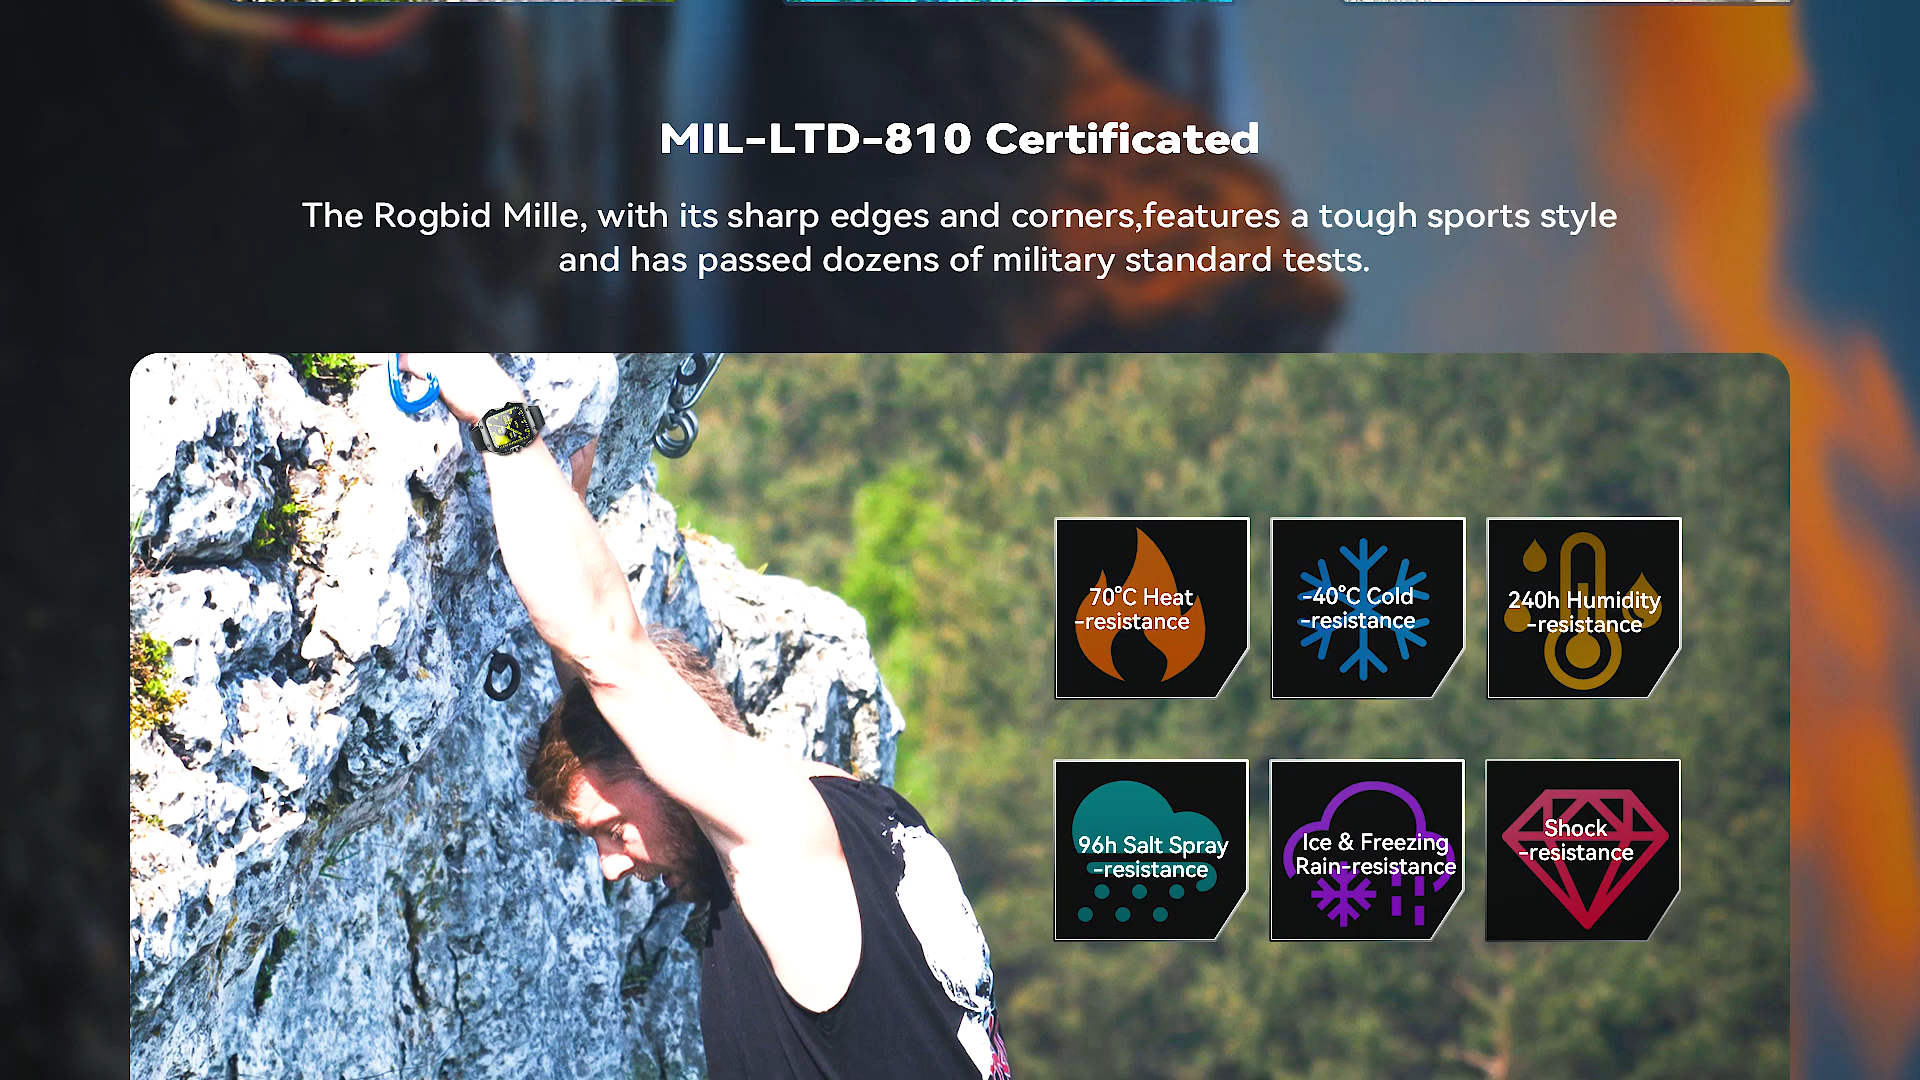 MIL-LTD-810 Certificated
The Rogbid Mille, with its sharp edges and corners,features a tough sports style
and has passed dozens of military standard tests.
70°C Heat
-resistance
-40°C Cold
-resistance
240h Humidity
-resistance
96h Salt Spray
-resistance
Ice & Freezing
Rain-resistance
Shock
-resistance